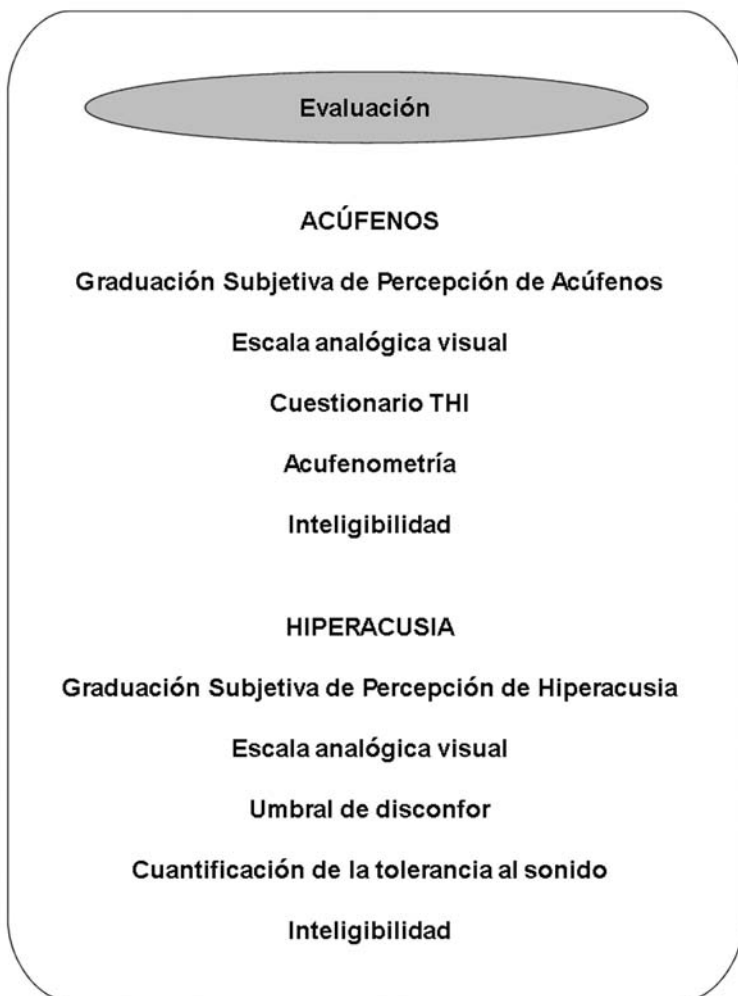 Evaluación
ACÚFENOS
Graduación Subjetiva de Percepción de Acúfenos
Escala analógica visual
Cuestionario THI
Acufenometría
Inteligibilidad
HIPERACUSIA
Graduación Subjetiva de Percepción de Hiperacusia
Escala analógica visual
Umbral de disconfor
Cuantificación de la tolerancia al sonido
Inteligibilidad